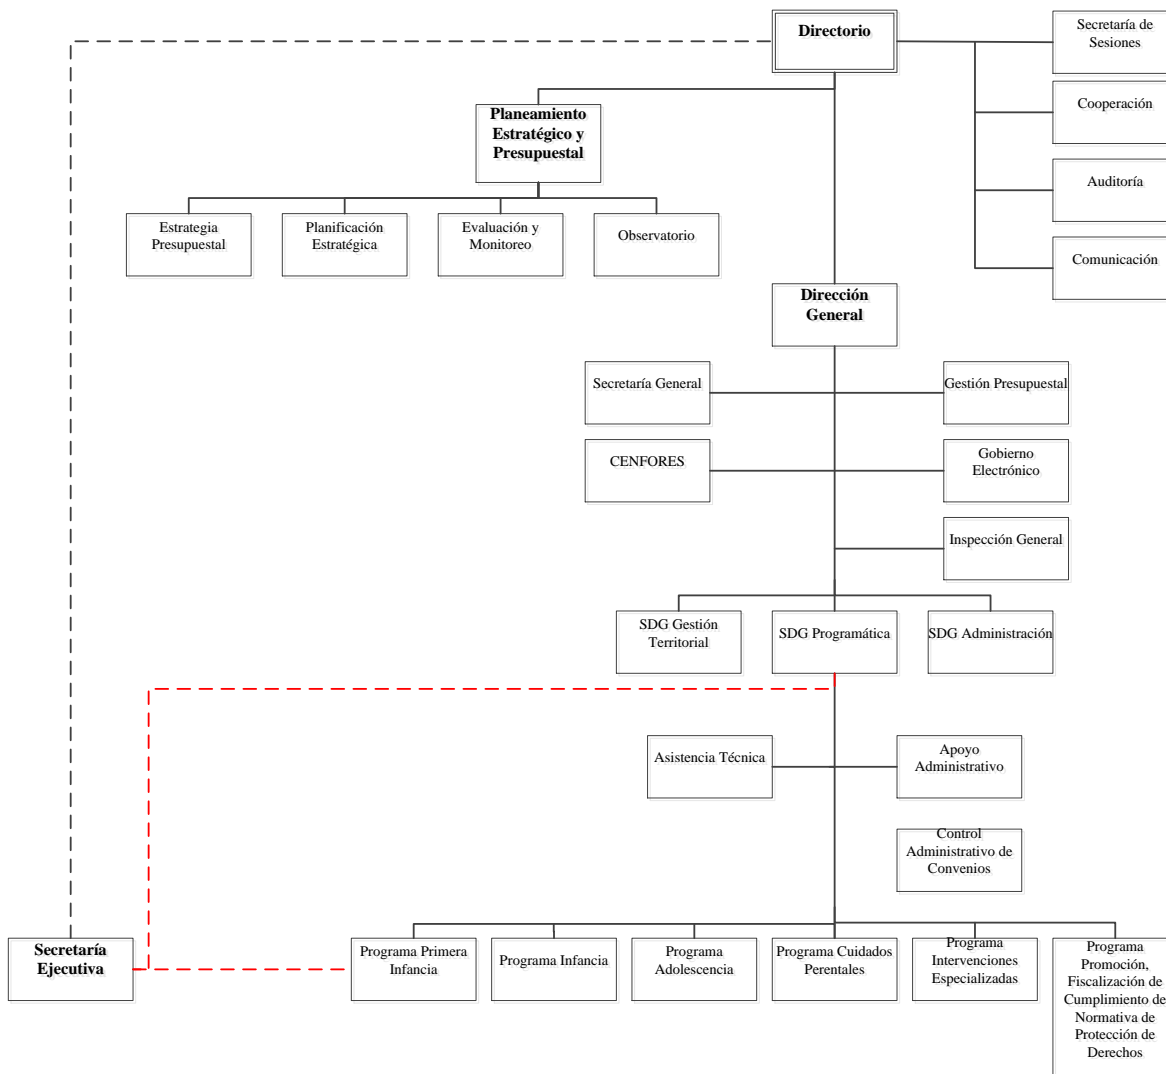 Directorio
Secretaría de
Sesiones
Cooperación
Auditoría
Comunicación
Planeamiento
Estratégico y
Presupuestal
Estrategia
Presupuestal
Planificación
Estratégica
Evaluación y
Monitoreo
Observatorio
Dirección
General
Secretaría General
Gestión Presupuestal
CENFORES
Gobierno
Electrónico
Inspección General
SDG Gestión
Territorial
SDG Programática
SDG Administración
Asistencia Técnica
Apoyo
Administrativo
Control
Administrativo de
Convenios
Secretaría
Ejecutiva
Programa Primera
Infancia
Programa Infancia
Programa
Adolescencia
Programa Cuidados
Perentales
Programa
Intervenciones
Especializadas
Programa
Promoción,
Fiscalización de
Cumplimiento de
Normativa de
Protección de
Derechos